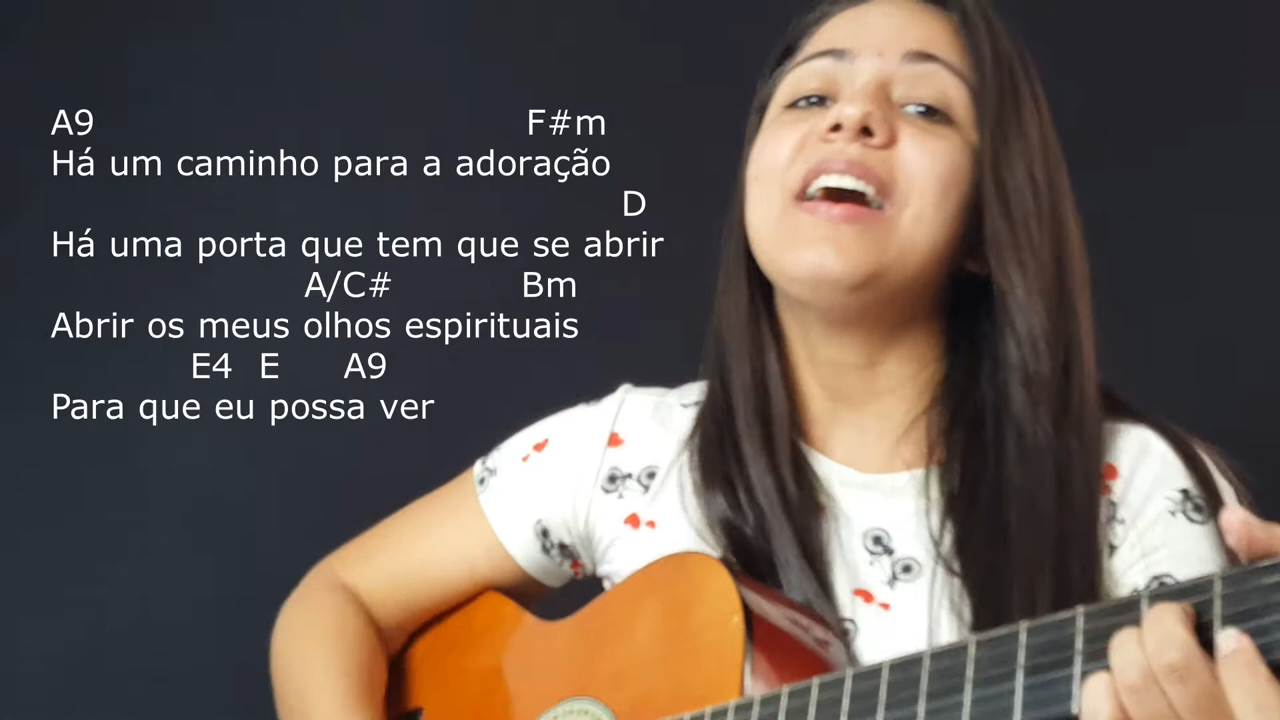 A9 F#m
Há um caminho para a adoração
D
Há uma porta que tem que se abrir
A/C# Bm
Abrir os meus olhos espirituais
E4 E A9
Para que eu possa ver